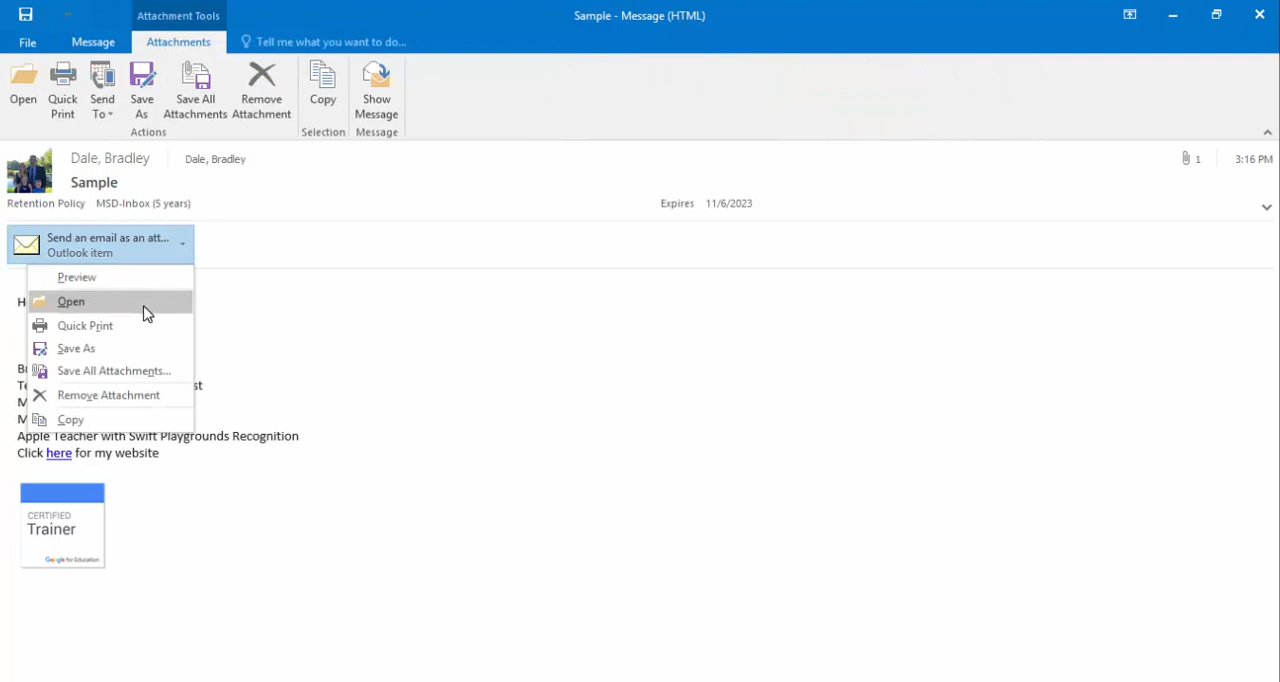 Attachment Tools
Sample - Message (HTML)
File
Message
Attachments
Tell me what you want to do...
Open
Quick Print
Send To
Save As
Save All Attachments
Remove Attachment
Copy
Show Message
Actions
Selection
Message
Dale, Bradley
Dale, Bradley
1
3:16 PM
Sample
Retention Policy MSD-Inbox (5 years)
Expires 11/6/2023
Send an email as an att...
Outlook item
Preview
Open
Quick Print
Save As
Save All Attachments...
Remove Attachment
Copy
Apple Teacher with Swift Playgrounds Recognition
Click here for my website
CERTIFIED
Trainer
Google for Education